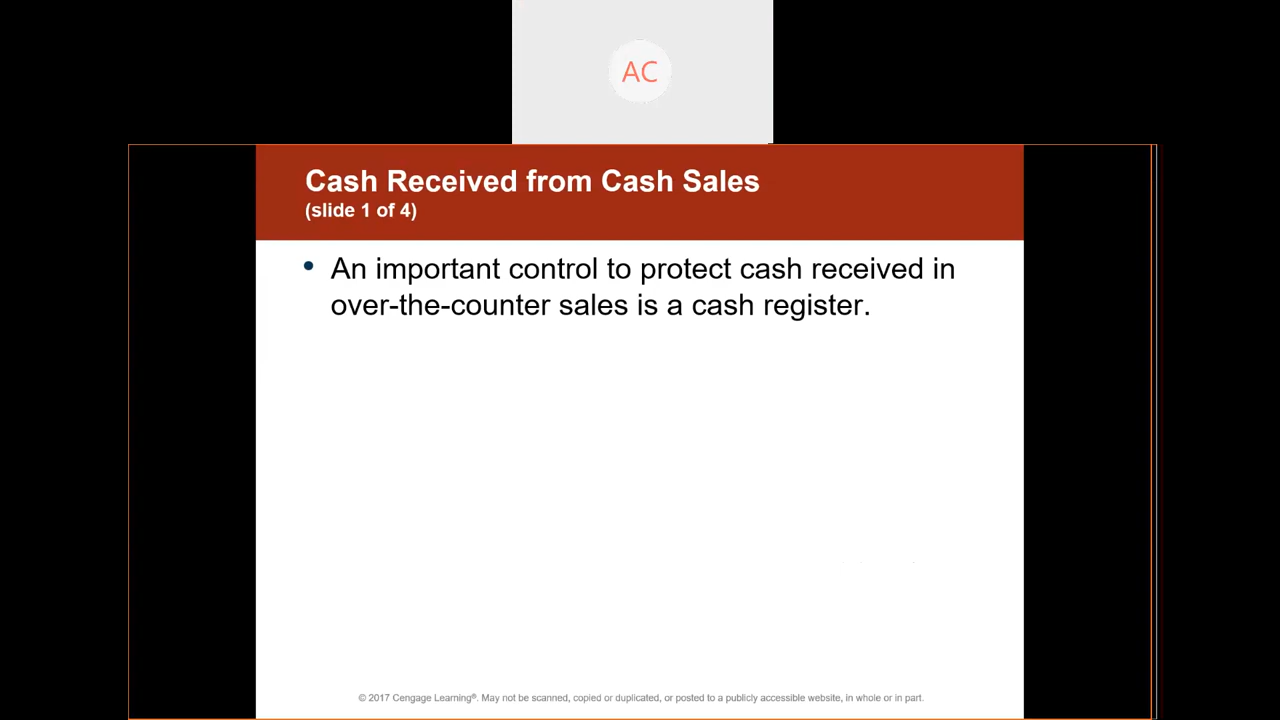 AC
Cash Received from Cash Sales
(slide 1 of 4)
• An important control to protect cash received in
over-the-counter sales is a cash register.
© 2017 Cengage Learning®. May not be scanned, copied or duplicated, or posted to a publicly accessible website, in whole or in part.